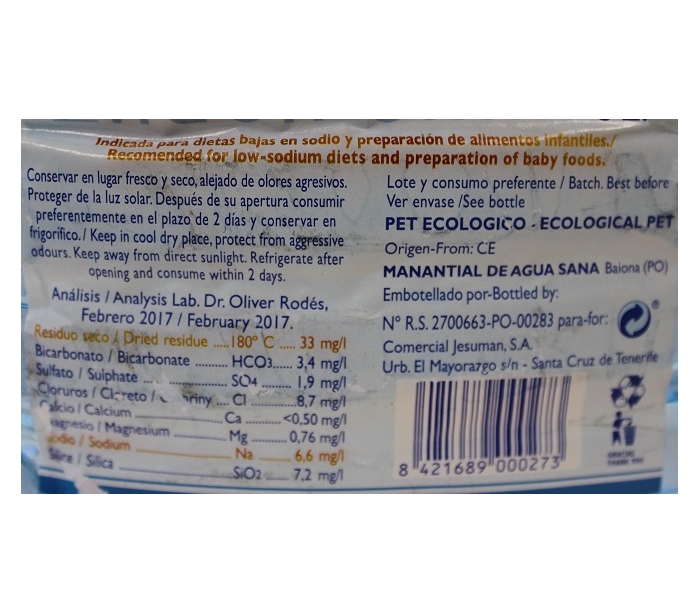 Indicada para dietas bajas en sodio y preparación de alimentos infantiles./
Recomended for low-sodium diets and preparation of baby foods.
Conservar en lugar fresco y seco, alejado de olores agresivos.
Proteger de la luz solar. Después de su apertura consumir
preferentemente en el plazo de 2 días y conservar en
frigorífico./ Keep in cool dry place, protect from aggressive
odours. Keep away from direct sunlight. Refrigerate after
opening and consume within 2 days.
Análisis / Analysis Lab. Dr. Oliver Rodés,
Febrero 2017 / February 2017.
Residuo seco / Dried residue ....180° C ..... 33 mg/l
Bicarbonato / Bicarbonate ......... HCO3...... 3,4 mg/l
Sulfato / Sulphate .... SO4 ......... 1,9 mg/l
Cloruros / Cl Cl ............ 8,7 mg/l
Calcio / Calcium Ca ....... <0,50 mg/l
Magnesio / Magnesium Mg ....... 0,76 mg/l
Sodio / Sodium Na ......... 6,6 mg/l
Sílice / Silica SiO2 ....... 7,2 mg/l
Lote y consumo preferente / Batch. Best before
Ver envase /See bottle
PET ECOLOGICO - ECOLOGICAL PET
Origen-From: CE
MANANTIAL DE AGUA SANA Baiona (PO)
Embotellado por-Bottled by:
Nº R.S. 2700663-PO-00283 para-for:
®
Comercial Jesuman, S.A.
Urb. El Mayorazgo s/n - Santa Cruz de Tenerife
8 421689 000273
GRACIAS
THANK YOU